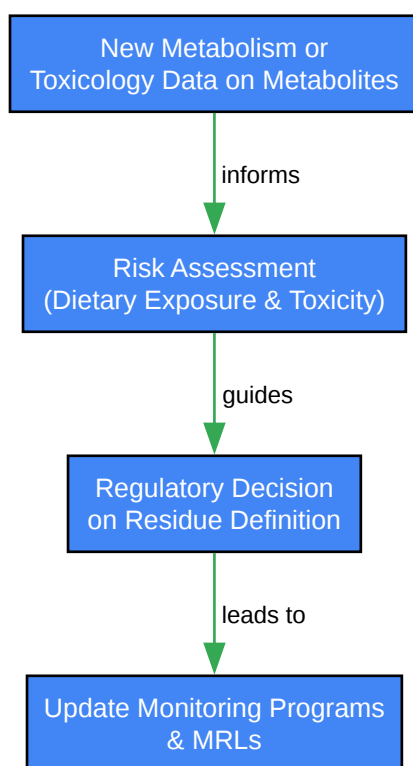 New Metabolism or
Toxicology Data on Metabolites
informs
Risk Assessment
(Dietary Exposure & Toxicity)
guides
Regulatory Decision
on Residue Definition
leads to
Update Monitoring Programs
& MRLs